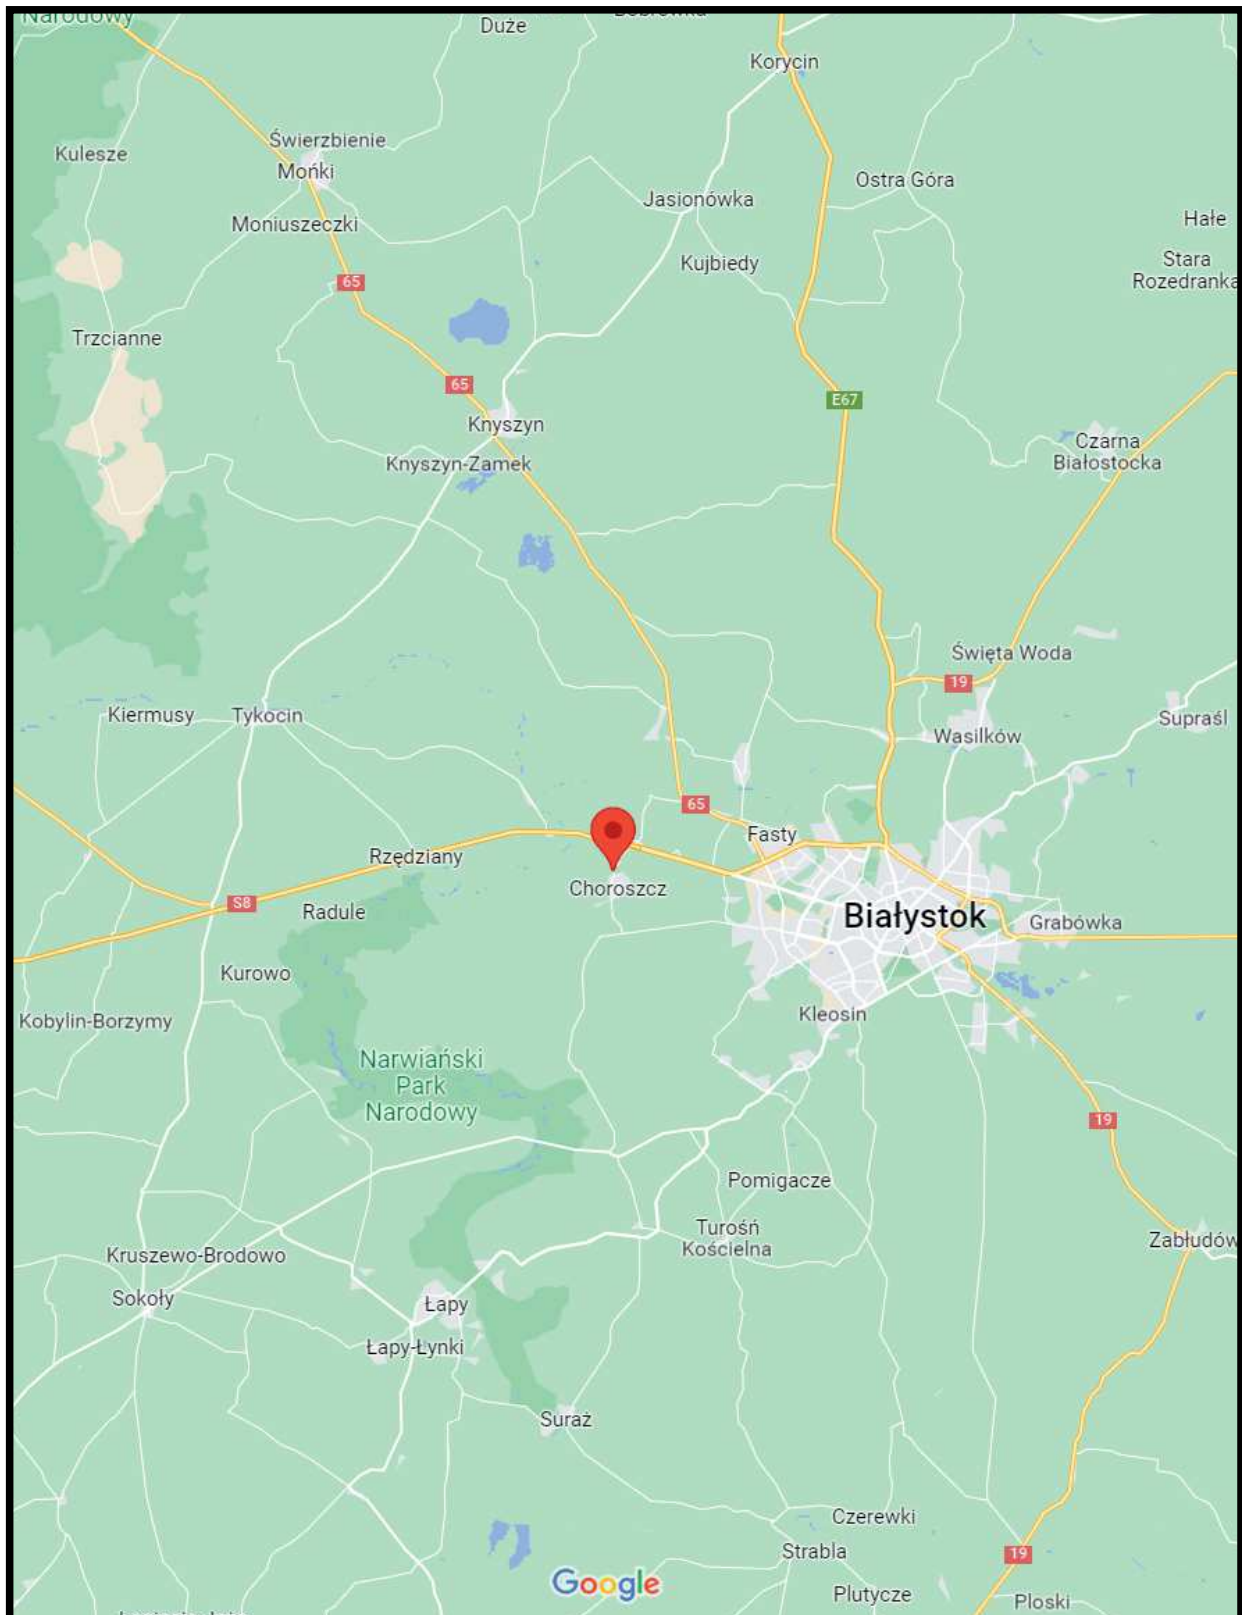 Narodowy
Duże
Korycin
Świerzbienie
Kulesze
Mońki
Ostra Góra
Jasionówka
Moniuszeczki
Hałe
Kujbiedy
Stara
Rozedranka
65
Trzcianne
65
E67
Knyszyn
Czarna
Białostocka
Knyszyn-Zamek
Święta Woda
19
Kiermusy
Tykocin
Supraśl
Wasilków
65
Fasty
Rzędziany
Choroszcz
S8
Radule
Białystok
Grabówka
Kurowo
Kobylin-Borzymy
Kleosin
Narwiański
Park
Narodowy
19
Pomigacze
Turośń
Kościelna
Zabłudów
Kruszewo-Brodowo
Sokoły
Łapy
Łapy-Łynki
Suraż
Czerewki
Strabla
19
Google
Plutycze
Ploski